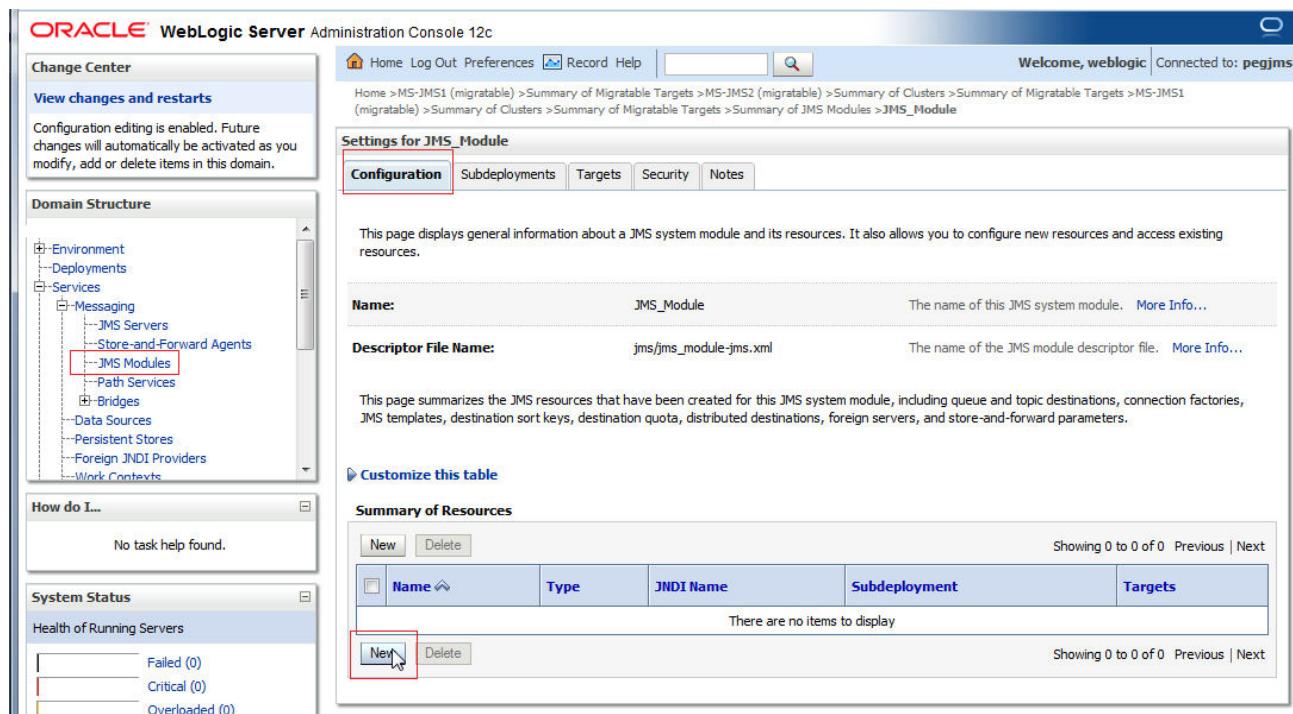 ORACLE WebLogic Server Administration Console 12c
Change Center
View changes and restarts
Configuration editing is enabled. Future
changes will automatically be activated as you
modify, add or delete items in this domain.
Domain Structure
Environment
Deployments
Services
Messaging
JMS Servers
Store-and-Forward Agents
JMS Modules
Path Services
Bridges
Data Sources
Persistent Stores
Foreign JNDI Providers
Work Contexts
How do I...
No task help found.
System Status
Health of Running Servers
Failed (0)
Critical (0)
Overloaded (0)
Home Log Out Preferences Record Help
Welcome, weblogic Connected to: pegjms
Home >MS-JMS1 (migratable) >Summary of Migratable Targets >MS-JMS2 (migratable) >Summary of Clusters >Summary of Migratable Targets >MS-JMS1
(migratable) >Summary of Clusters >Summary of Migratable Targets >Summary of JMS Modules >JMS_Module
Settings for JMS_Module
Configuration Subdeployments Targets Security Notes
This page displays general information about a JMS system module and its resources. It also allows you to configure new resources and access existing
resources.
Name: JMS_Module The name of this JMS system module. More Info...
Descriptor File Name: jms/jms_module-jms.xml The name of the JMS module descriptor file. More Info...
This page summarizes the JMS resources that have been created for this JMS system module, including queue and topic destinations, connection factories,
JMS templates, destination sort keys, destination quota, distributed destinations, foreign servers, and store-and-forward parameters.
Customize this table
Summary of Resources
New Delete Showing 0 to 0 of 0 Previous | Next
Name Type JNDI Name Subdeployment Targets
There are no items to display
New Delete Showing 0 to 0 of 0 Previous | Next